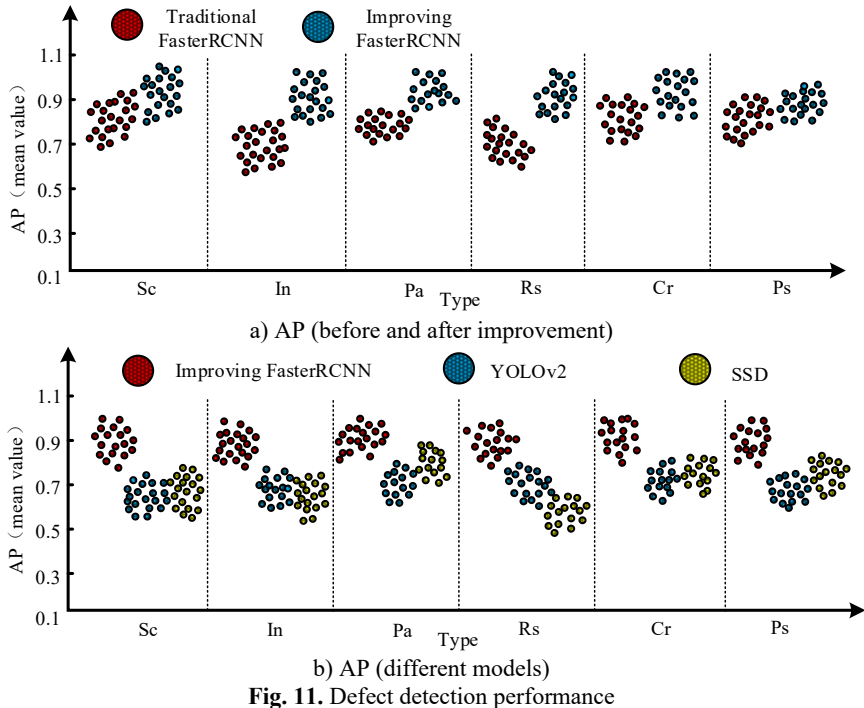 Traditional FasterRCNN
Improving FasterRCNN
AP（mean value）
1.1
0.9
0.7
0.5
0.3
0.1
Sc In Pa Rs Cr Ps
Type
a) AP (before and after improvement)
Improving FasterRCNN YOLOv2 SSD
AP（mean value）
1.1
0.9
0.7
0.5
0.3
0.1
Sc In Pa Rs Cr Ps
Type
b) AP (different models)
Fig. 11. Defect detection performance